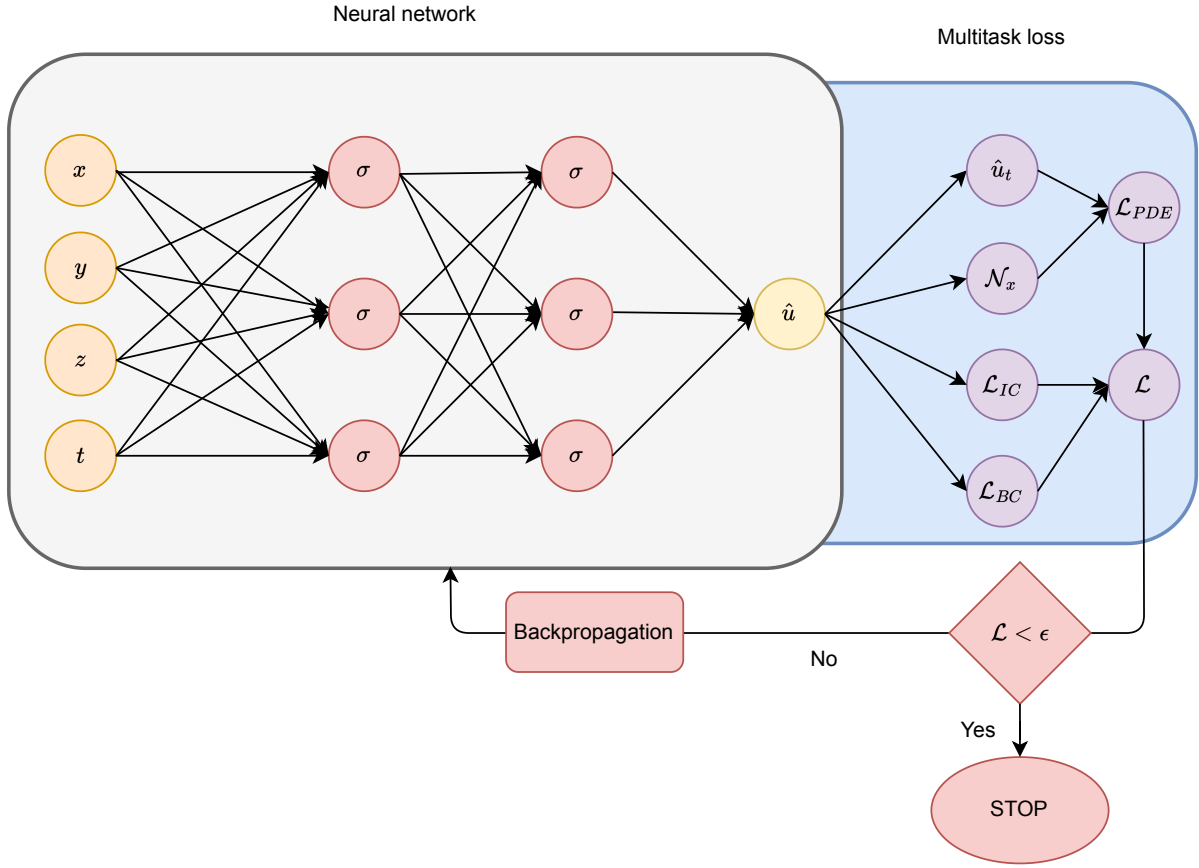 Neural network
Multitask loss
x
y
z
t
σ
σ
σ
σ
σ
σ
û
û_t
𝒩_x
ℒ_IC
ℒ_BC
ℒ_PDE
ℒ
ℒ < ϵ
No
Backpropagation
Yes
STOP